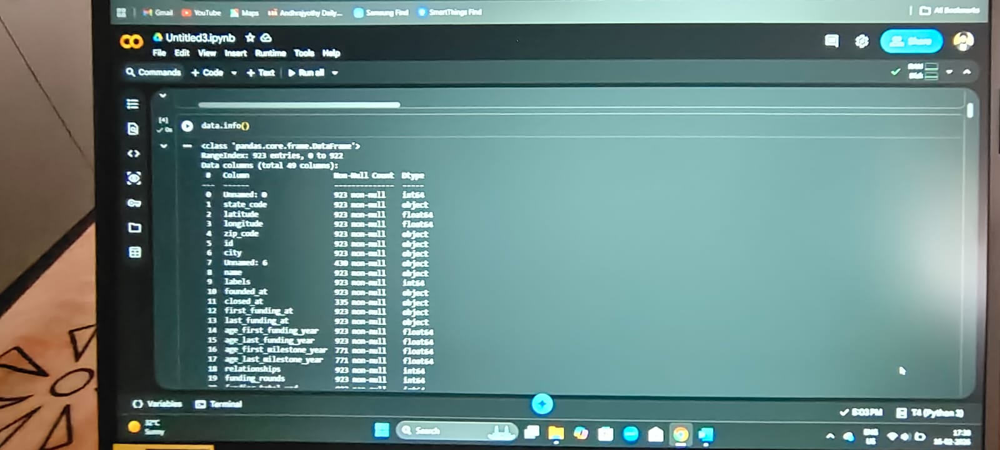 Gmail YouTube Maps Andhrajyothy Daily... Samsung Find SmartThings Find All Bookmarks
Untitled3.ipynb
File Edit View Insert Runtime Tools Help
Share
Commands + Code + Text Run all
RAM
Disk
[4]
0s
data.info()
<class 'pandas.core.frame.DataFrame'>
RangeIndex: 923 entries, 0 to 922
Data columns (total 49 columns):
# Column Non-Null Count Dtype
--- ------ -------------- -----
0 Unnamed: 0 923 non-null int64
1 state_code 923 non-null object
2 latitude 923 non-null float64
3 longitude 923 non-null float64
4 zip_code 923 non-null object
5 id 923 non-null object
6 city 923 non-null object
7 Unnamed: 6 430 non-null object
8 name 923 non-null object
9 labels 923 non-null int64
10 founded_at 923 non-null object
11 closed_at 335 non-null object
12 first_funding_at 923 non-null object
13 last_funding_at 923 non-null object
14 age_first_funding_year 923 non-null float64
15 age_last_funding_year 923 non-null float64
16 age_first_milestone_year 771 non-null float64
17 age_last_milestone_year 771 non-null float64
18 relationships 923 non-null int64
19 funding_rounds 923 non-null int64
Variables Terminal
5:03 PM T4 (Python 3)
32°C
Sunny
Search
ENG
US
17:38